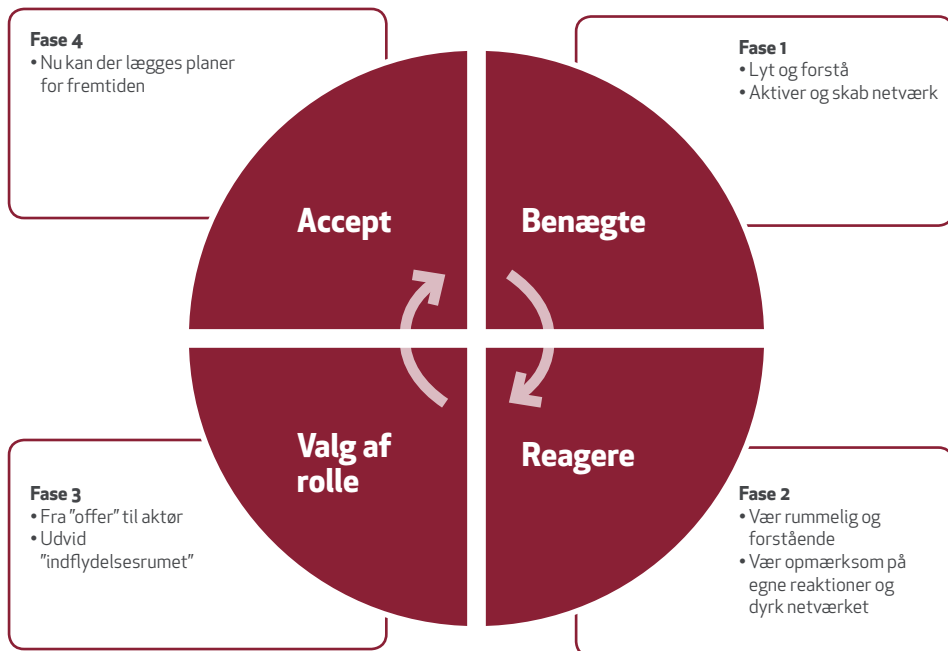 Fase 4
• Nu kan der lægges planer
for fremtiden
Fase 1
• Lyt og forstå
• Aktiver og skab netværk
Accept
Benægte
Valg af
rolle
Reagere
Fase 3
• Fra ”offer” til aktør
• Udvid
”indflydelsesrumet”
Fase 2
• Vær rummelig og
forstående
• Vær opmærksom på
egne reaktioner og
dyrk netværket